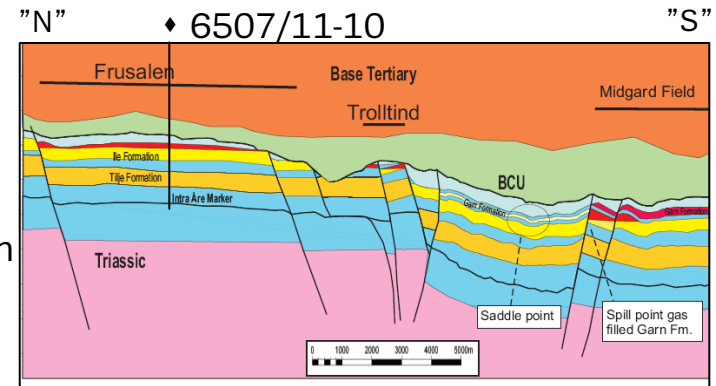 ”N” ♦ 6507/11-10 ”S”
Frusalen
Base Tertiary
Midgard Field
Trolltind
Ile Formation
Tilje Formation
BCU
Intra Åre Marker
Garn Formation
Garn Formation
n
Triassic
Saddle point
Spill point gas
filled Garn Fm.
0 1000 2000 3000 4000 5000m